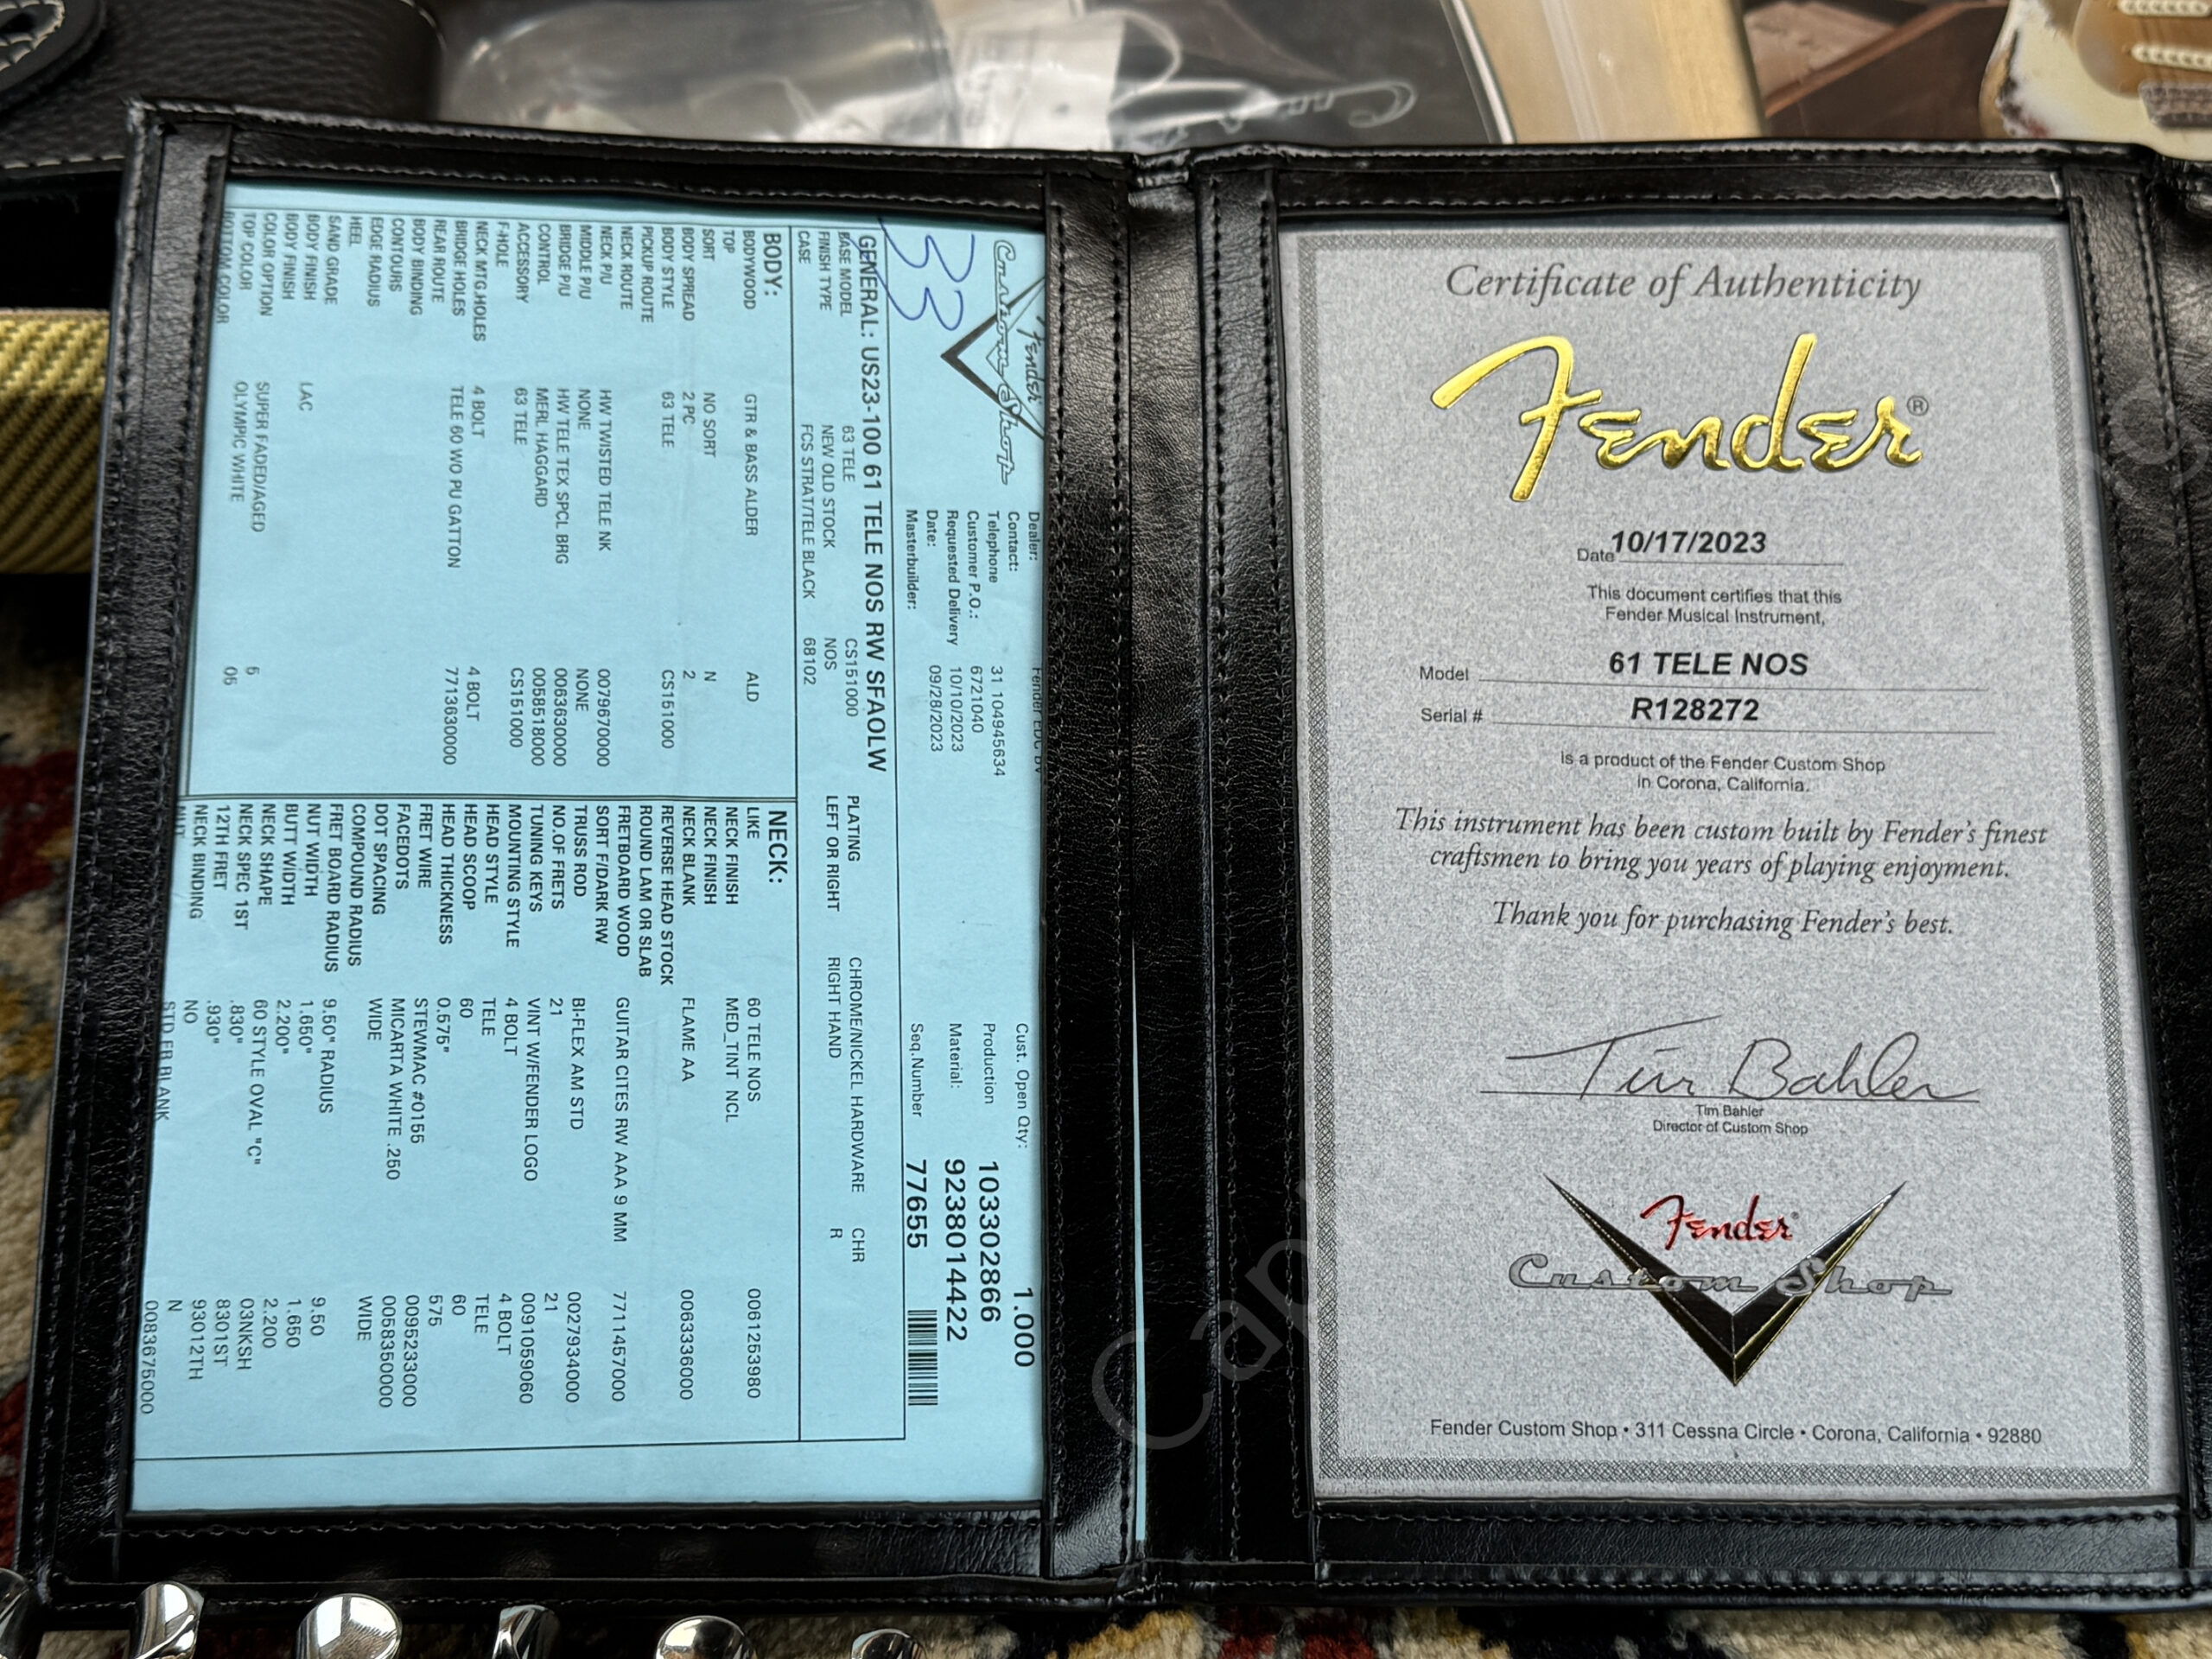 Fender
Custom Shop
33
Dealer: Fender EDC BV
Contact:
Telephone 31 104945634
Customer P.O.: 6721040
Requested Delivery 10/10/2023
Date: 09/28/2023
Masterbuilder:
Cust. Open Qty: 1.000
Production 103302866
Material: 9238014422
Seq.Number 77655
GENERAL: US23-100 61 TELE NOS RW SFAOLW
BASE MODEL 63 TELE CS151000 PLATING CHROME/NICKEL HARDWARE CHR
FINISH TYPE NEW OLD STOCK NOS LEFT OR RIGHT RIGHT HAND R
CASE FCS STRAT/TELE BLACK 68102
BODY:
BODYWOOD GTR & BASS ALDER ALD
TOP
SORT NO SORT N
BODY SPREAD 2 PC 2
BODY STYLE 63 TELE CS151000
PICKUP ROUTE
NECK ROUTE
NECK P/U HW TWISTED TELE NK 0079670000
MIDDLE P/U NONE NONE
BRIDGE P/U HW TELE TEX SPCL BRG 0063630000
CONTROL MERL HAGGARD 0058518000
ACCESSORY 63 TELE CS151000
F-HOLE
NECK MTG.HOLES 4 BOLT 4 BOLT
BRIDGE HOLES TELE 60 WO PU GATTON 7713630000
REAR ROUTE
BODY BINDING
CONTOURS
EDGE RADIUS
HEEL
SAND GRADE
BODY FINISH LAC
BODY FINISH
COLOR OPTION SUPER FADED/AGED 5
TOP COLOR OLYMPIC WHITE 06
BOTTOM COLOR
NECK:
LIKE 60 TELE NOS 0061253980
NECK FINISH MED_TINT NCL
NECK FINISH
NECK BLANK FLAME AA 0063336000
REVERSE HEAD STOCK
ROUND LAM OR SLAB
FRETBOARD WOOD GUITAR CITES RW AAA 9 MM 7711457000
SORT F/DARK RW
TRUSS ROD BI-FLEX AM STD 0027934000
NO.OF FRETS 21 21
TUNING KEYS VINT W/FENDER LOGO 0091059060
MOUNTING STYLE 4 BOLT 4 BOLT
HEAD STYLE TELE TELE
HEAD SCOOP 60 60
HEAD THICKNESS 0.575" 575
FRET WIRE STEWMAC #0155 0095233000
FACEDOTS MICARTA WHITE .250 0058350000
DOT SPACING WIDE WIDE
COMPOUND RADIUS
FRET BOARD RADIUS 9.50" RADIUS 9.50
NUT WIDTH 1.650" 1.650
BUTT WIDTH 2.200" 2.200
NECK SHAPE 60 STYLE OVAL "C" 03NKSH
NECK SPEC 1ST .830" 8301ST
12TH FRET .930" 93012TH
NECK BINDING NO N
STD FB BLANK 0083675000
Certificate of Authenticity
Fender®
Date 10/17/2023
This document certifies that this
Fender Musical Instrument,
Model 61 TELE NOS
Serial # R128272
is a product of the Fender Custom Shop
in Corona, California.
This instrument has been custom built by Fender's finest
craftsmen to bring you years of playing enjoyment.
Thank you for purchasing Fender's best.
Tim Bahler
Tim Bahler
Director of Custom Shop
Fender®
Custom Shop
Fender Custom Shop • 311 Cessna Circle • Corona, California • 92880